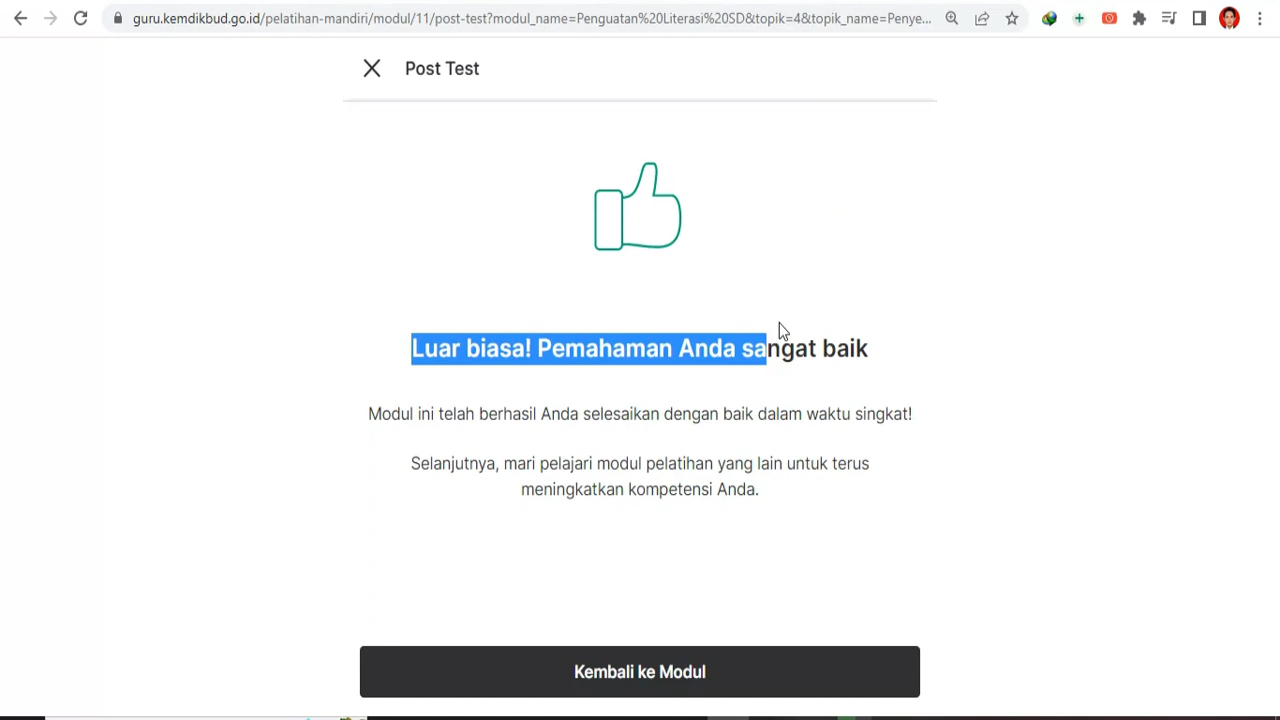 guru.kemdikbud.go.id/pelatihan-mandiri/modul/11/post-test?modul_name=Penguatan%20Literasi%20SD&topik=4&topik_name=Penye...
Post Test
Luar biasa! Pemahaman Anda sangat baik
Modul ini telah berhasil Anda selesaikan dengan baik dalam waktu singkat!
Selanjutnya, mari pelajari modul pelatihan yang lain untuk terus
meningkatkan kompetensi Anda.
Kembali ke Modul